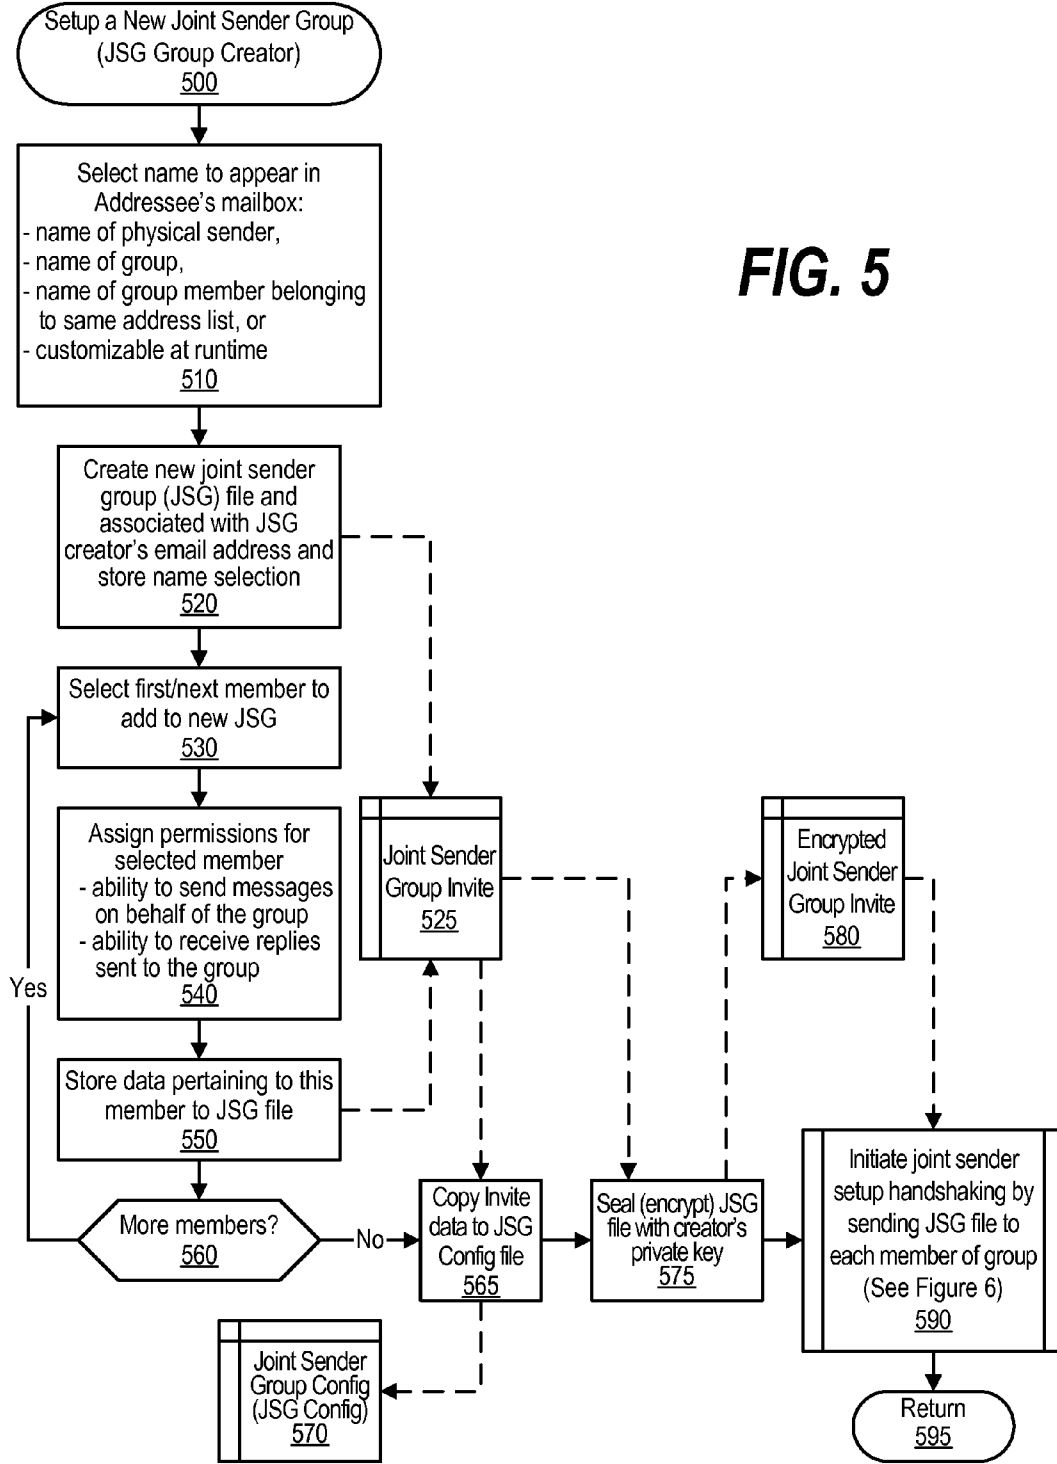 Setup a New Joint Sender Group
(JSG Group Creator)
500
Select name to appear in
Addressee's mailbox:
- name of physical sender,
- name of group,
- name of group member belonging
to same address list, or
- customizable at runtime
510
FIG. 5
Create new joint sender
group (JSG) file and
associated with JSG
creator's email address and
store name selection
520
Select first/next member to
add to new JSG
530
Assign permissions for
selected member
- ability to send messages
on behalf of the group
- ability to receive replies
sent to the group
540
Joint Sender
Group Invite
525
Encrypted
Joint Sender
Group Invite
580
Yes
Store data pertaining to this
member to JSG file
550
More members?
560
No
Copy Invite
data to JSG
Config file
565
Seal (encrypt) JSG
file with creator's
private key
575
Initiate joint sender
setup handshaking by
sending JSG file to
each member of group
(See Figure 6)
590
Joint Sender
Group Config
(JSG Config)
570
Return
595